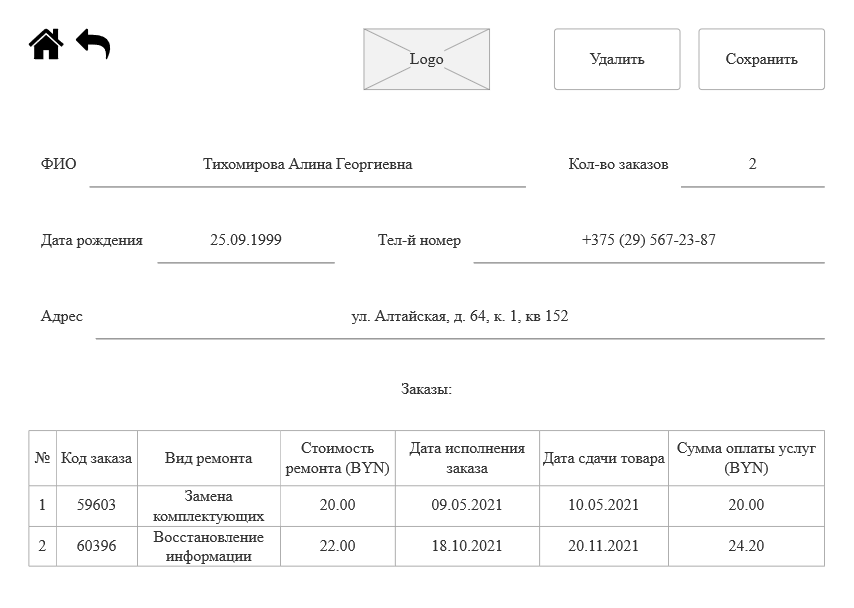 Logo
Удалить
Сохранить
ФИО Тихомирова Алина Георгиевна Кол-во заказов 2
Дата рождения 25.09.1999 Тел-й номер +375 (29) 567-23-87
Адрес ул. Алтайская, д. 64, к. 1, кв 152
Заказы:
№
Код заказа
Вид ремонта
Стоимость
ремонта (BYN)
Дата исполнения
заказа
Дата сдачи товара
Сумма оплаты услуг
(BYN)
1
59603
Замена
комплектующих
20.00
09.05.2021
10.05.2021
20.00
2
60396
Восстановление
информации
22.00
18.10.2021
20.11.2021
24.20